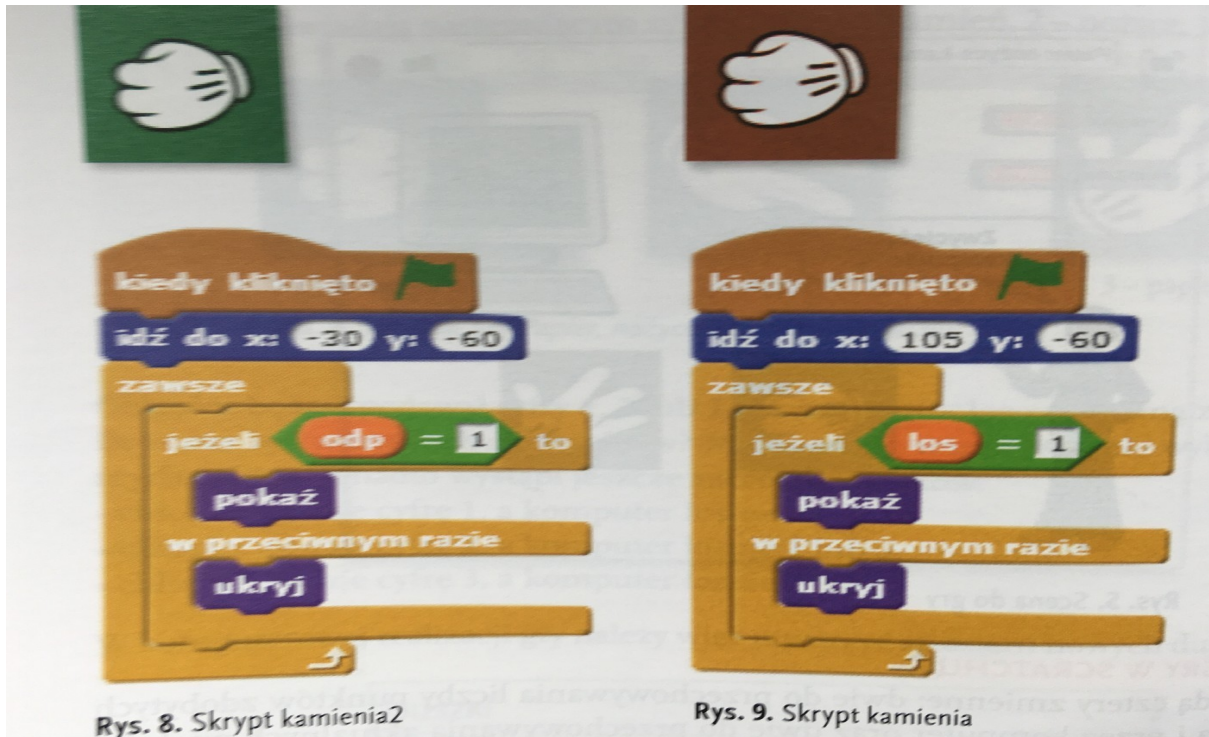 kiedy kliknięto
idź do x: -30 y: -60
zawsze
jeżeli odp = 1 to
pokaż
w przeciwnym razie
ukryj
Rys. 8. Skrypt kamienia2
kiedy kliknięto
idź do x: 105 y: -60
zawsze
jeżeli los = 1 to
pokaż
w przeciwnym razie
ukryj
Rys. 9. Skrypt kamienia